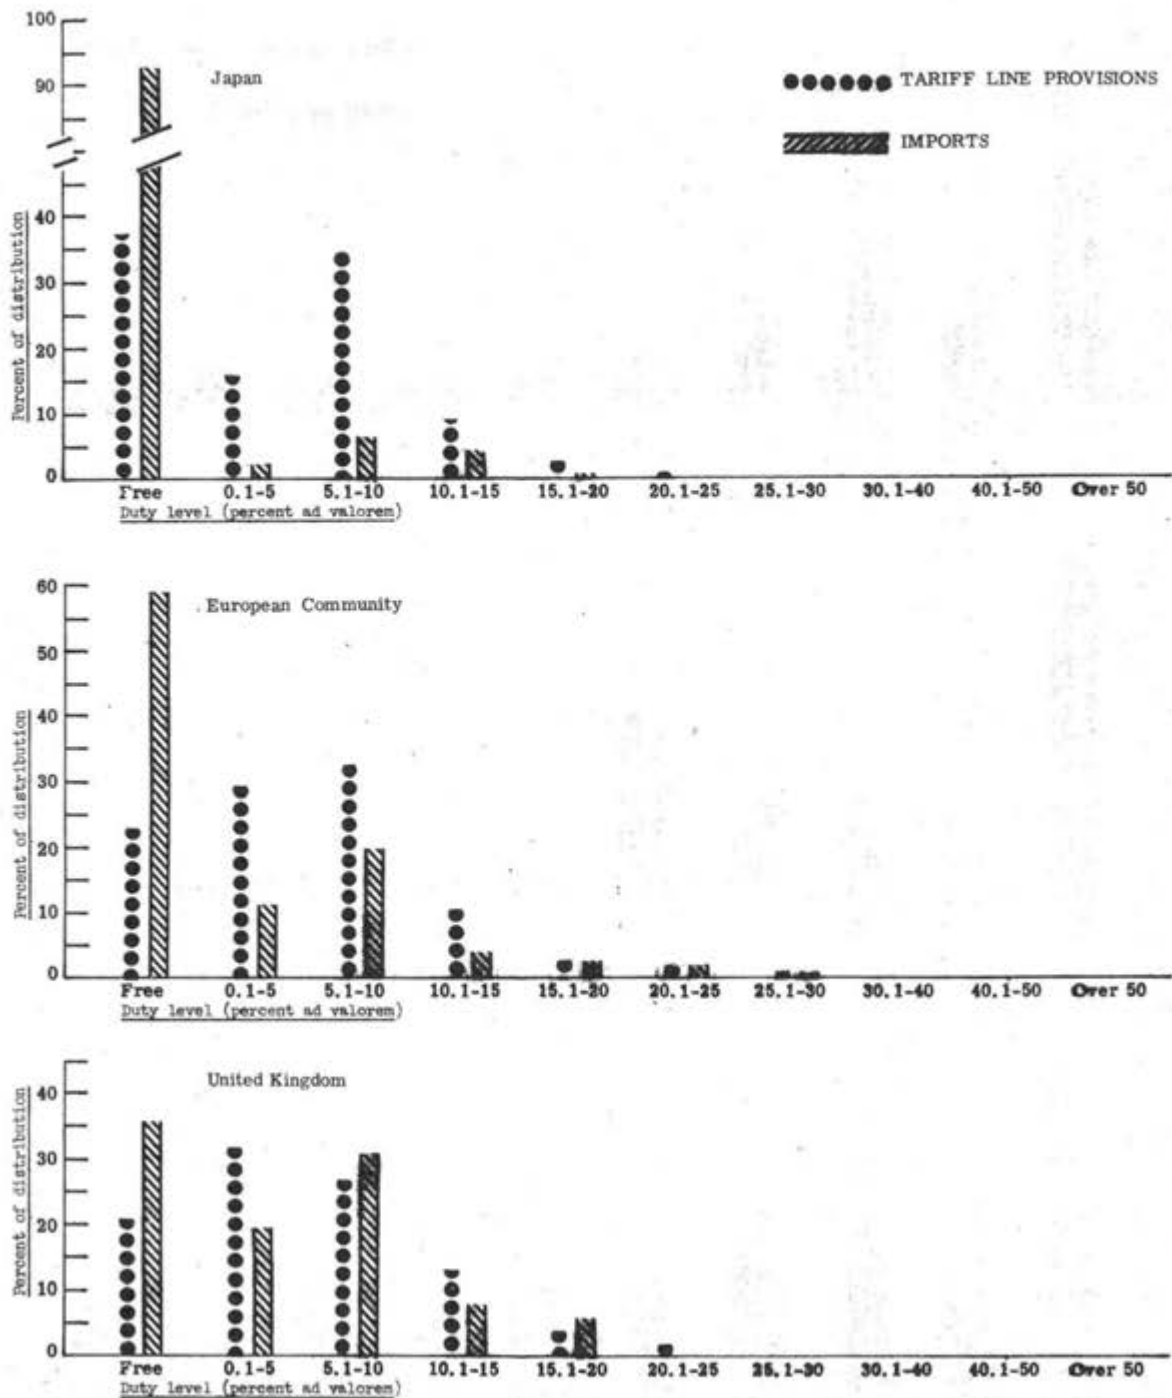 100
Japan
TARIFF LINE PROVISIONS
90
IMPORTS
Percent of distribution
40
30
20
10
0
Free 0.1-5 5.1-10 10.1-15 15.1-20 20.1-25 25.1-30 30.1-40 40.1-50 Over 50
Duty level (percent ad valorem)
60
European Community
50
Percent of distribution
40
30
20
10
0
Free 0.1-5 5.1-10 10.1-15 15.1-20 20.1-25 25.1-30 30.1-40 40.1-50 Over 50
Duty level (percent ad valorem)
United Kingdom
40
Percent of distribution
30
20
10
0
Free 0.1-5 5.1-10 10.1-15 15.1-20 20.1-25 25.1-30 30.1-40 40.1-50 Over 50
Duty level (percent ad valorem)